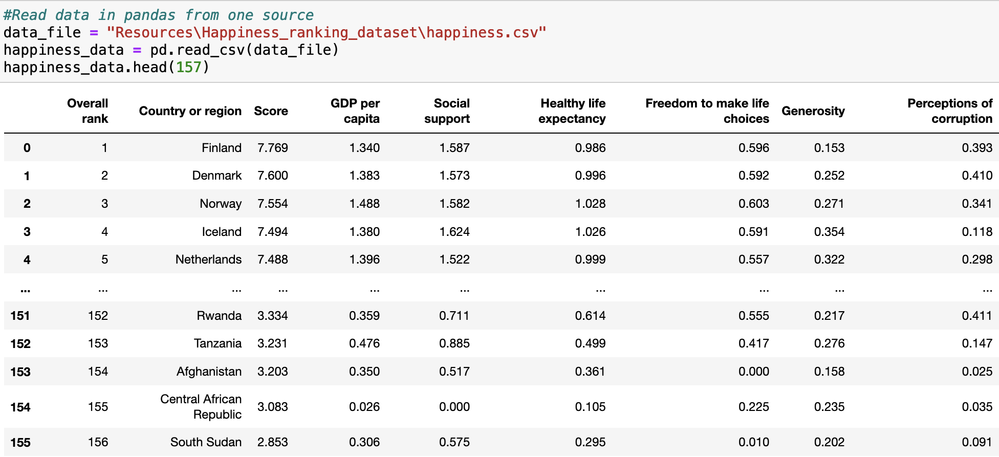 #Read data in pandas from one source
data_file = "Resources\Happiness_ranking_dataset\happiness.csv"
happiness_data = pd.read_csv(data_file)
happiness_data.head(157)
Overall rank Country or region Score GDP per capita Social support Healthy life expectancy Freedom to make life choices Generosity Perceptions of corruption
0 1 Finland 7.769 1.340 1.587 0.986 0.596 0.153 0.393
1 2 Denmark 7.600 1.383 1.573 0.996 0.592 0.252 0.410
2 3 Norway 7.554 1.488 1.582 1.028 0.603 0.271 0.341
3 4 Iceland 7.494 1.380 1.624 1.026 0.591 0.354 0.118
4 5 Netherlands 7.488 1.396 1.522 0.999 0.557 0.322 0.298
... ... ... ... ... ... ... ... ... ...
151 152 Rwanda 3.334 0.359 0.711 0.614 0.555 0.217 0.411
152 153 Tanzania 3.231 0.476 0.885 0.499 0.417 0.276 0.147
153 154 Afghanistan 3.203 0.350 0.517 0.361 0.000 0.158 0.025
154 155 Central African Republic 3.083 0.026 0.000 0.105 0.225 0.235 0.035
155 156 South Sudan 2.853 0.306 0.575 0.295 0.010 0.202 0.091